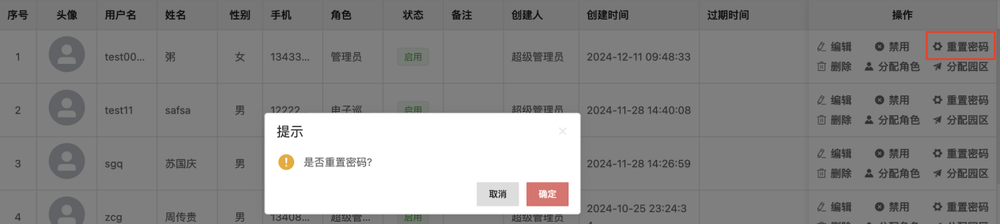 序号 头像 用户名 姓名 性别 手机 角色 状态 备注 创建人 创建时间 过期时间 操作
1 test00... 粥 女 13433... 管理员 启用 超级管理员 2024-12-11 09:48:33 编辑 禁用 重置密码
删除 分配角色 分配园区
2 test11 safsa 男 12222 电子巡 启用 超级管理员 2024-11-28 14:40:08 编辑 禁用 重置密码
删除 分配角色 分配园区
提示
是否重置密码?
取消 确定
3 sgq 苏国庆 男 2024-11-28 14:26:59 编辑 禁用 重置密码
删除 分配角色 分配园区
4 zcg 周传贵 男 13408... 超级管... 启用 超级管理员 2024-10-25 23:24:3 编辑 禁用 重置密码